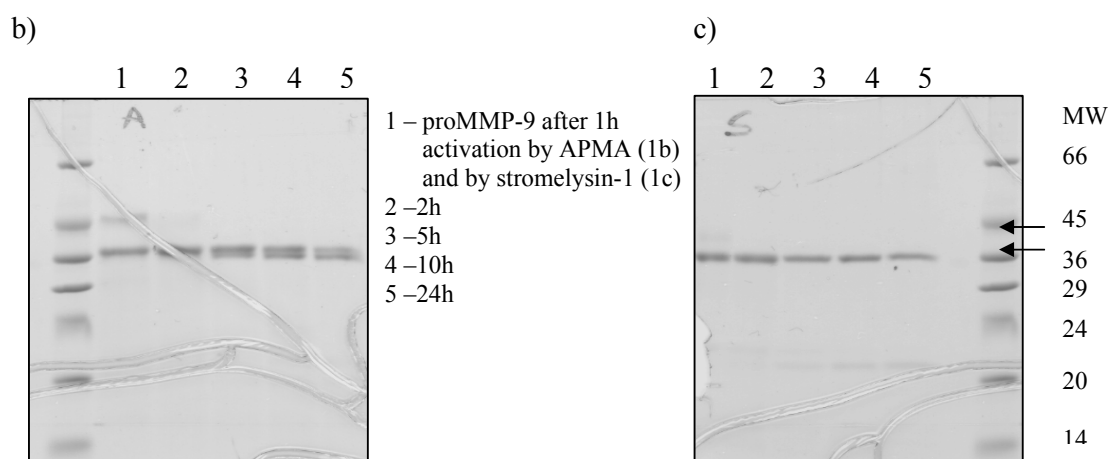 b)
c)
1 2 3 4 5
1 2 3 4 5
A
S
1 – proMMP-9 after 1h
activation by APMA (1b)
and by stromelysin-1 (1c)
2 –2h
3 –5h
4 –10h
5 –24h
MW
66
45
36
29
24
20
14